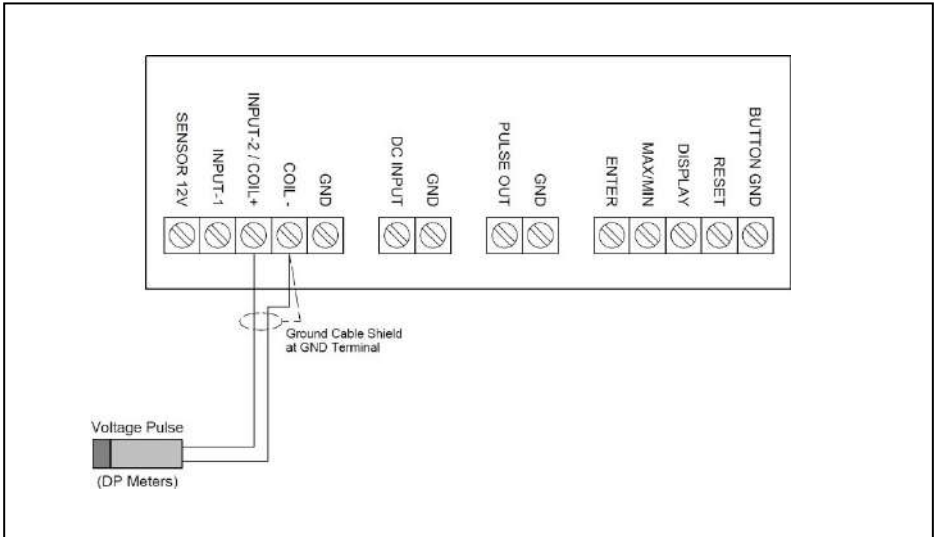 SENSOR 12V
INPUT-1
INPUT-2 / COIL+
COIL -
GND
DC INPUT
GND
PULSE OUT
GND
ENTER
MAX/MIN
DISPLAY
RESET
BUTTON GND
Ground Cable Shield
at GND Terminal
Voltage Pulse
(DP Meters)